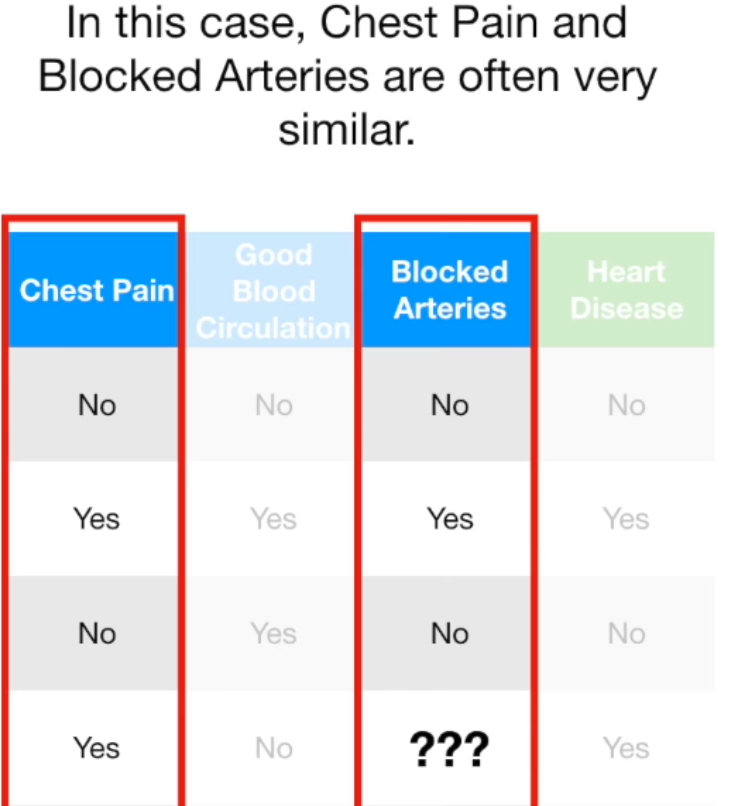 In this case, Chest Pain and
Blocked Arteries are often very
similar.
Chest Pain Good Blood Circulation Blocked Arteries Heart Disease
No No No No
Yes Yes Yes Yes
No Yes No No
Yes No ??? Yes